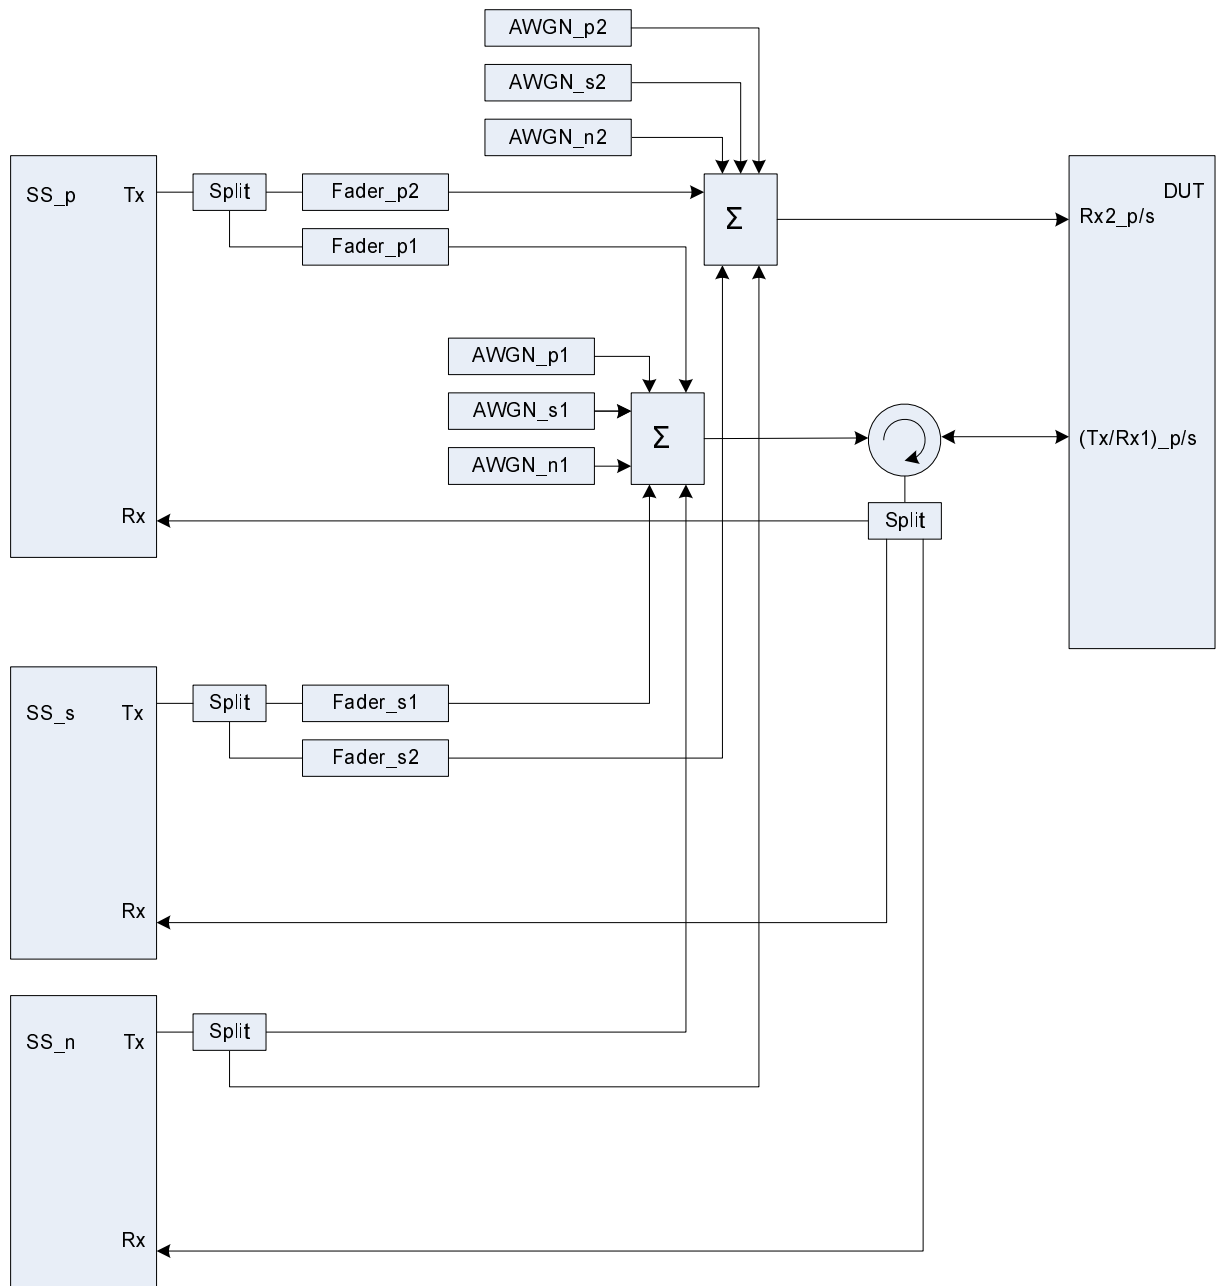 AWGN_p2
AWGN_s2
AWGN_n2
SS_p
Tx
Split
Fader_p2
Fader_p1
Σ
DUT
Rx2_p/s
AWGN_p1
AWGN_s1
AWGN_n1
Σ
(Tx/Rx1)_p/s
Rx
Split
SS_s
Tx
Split
Fader_s1
Fader_s2
Rx
SS_n
Tx
Split
Rx